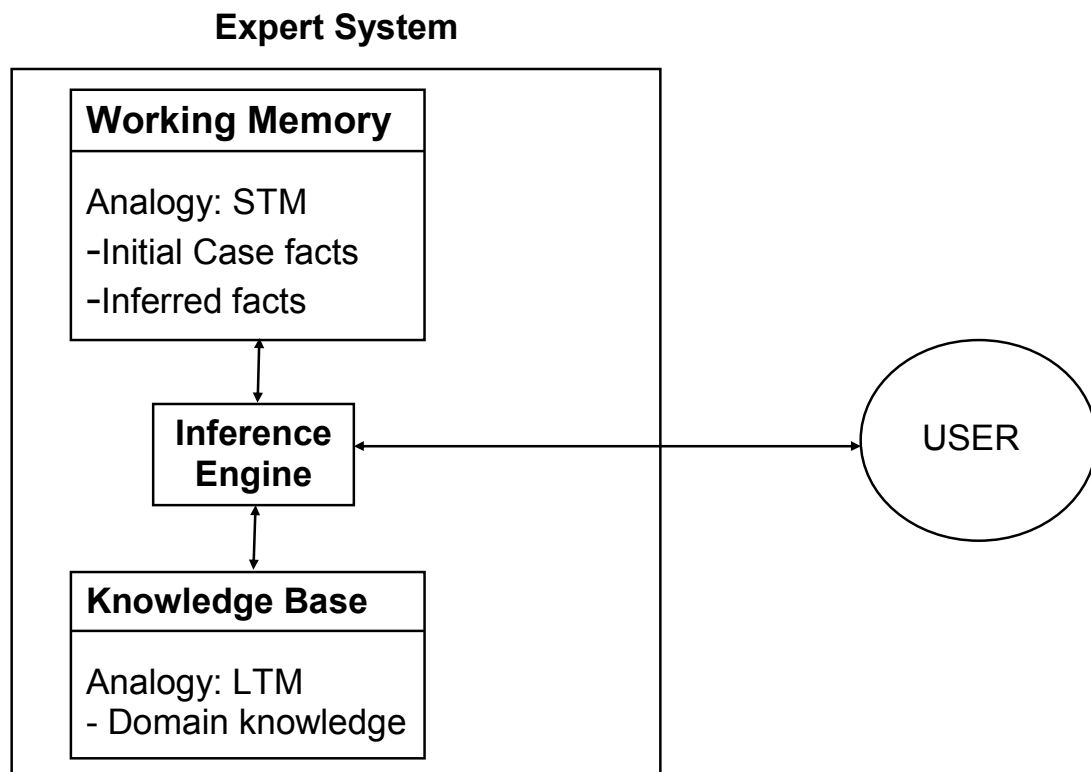 Expert System
Working Memory
Analogy: STM
-Initial Case facts
-Inferred facts
Inference
Engine
USER
Knowledge Base
Analogy: LTM
- Domain knowledge